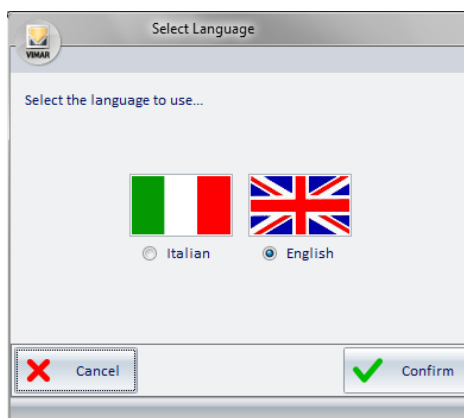 Select Language
VIMAR
Select the language to use...
Italian
English
Cancel
Confirm